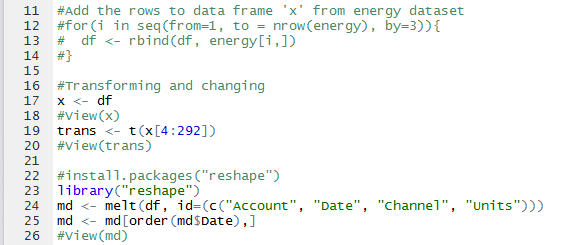 11 #Add the rows to data frame 'x' from energy dataset
12 #for(i in seq(from=1, to = nrow(energy), by=3)){
13 #  df <- rbind(df, energy[i,])
14 #}
15
16 #Transforming and changing
17 x <- df
18 #View(x)
19 trans <- t(x[4:292])
20 #View(trans)
21
22 #install.packages("reshape")
23 library("reshape")
24 md <- melt(df, id=(c("Account", "Date", "Channel", "Units")))
25 md <- md[order(md$Date),]
26 #View(md)